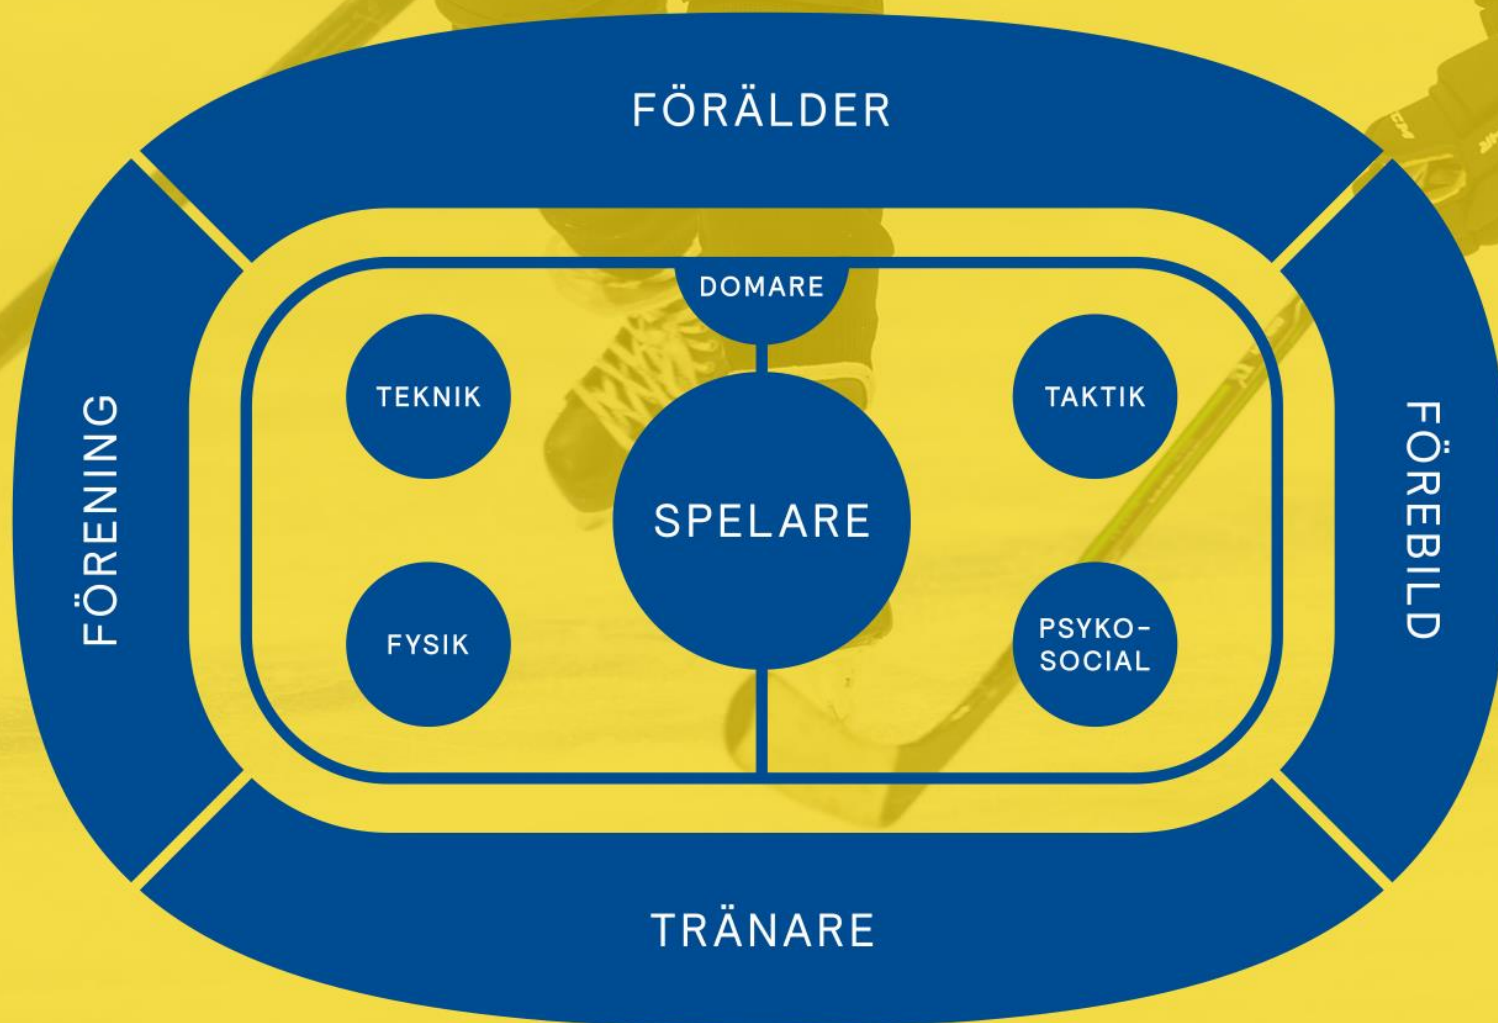 FÖRÄLDER
DOMARE
TEKNIK
TAKTIK
FÖRENING
SPELARE
FÖREBILD
FYSIK
PSYKO-
SOCIAL
TRÄNARE